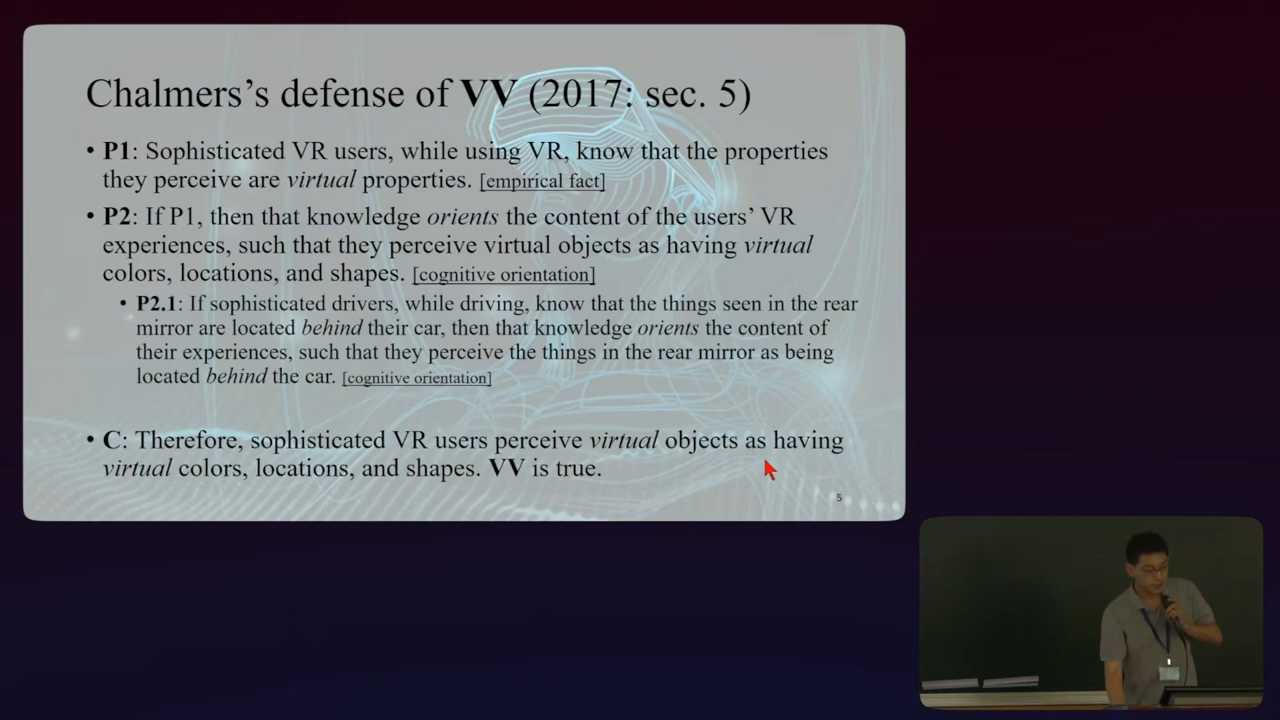 Chalmers's defense of VV (2017: sec. 5)
• P1: Sophisticated VR users, while using VR, know that the properties
they perceive are virtual properties. [empirical fact]
• P2: If P1, then that knowledge orients the content of the users' VR
experiences, such that they perceive virtual objects as having virtual
colors, locations, and shapes. [cognitive orientation]
• P2.1: If sophisticated drivers, while driving, know that the things seen in the rear
mirror are located behind their car, then that knowledge orients the content of
their experiences, such that they perceive the things in the rear mirror as being
located behind the car. [cognitive orientation]
• C: Therefore, sophisticated VR users perceive virtual objects as having
virtual colors, locations, and shapes. VV is true.
5